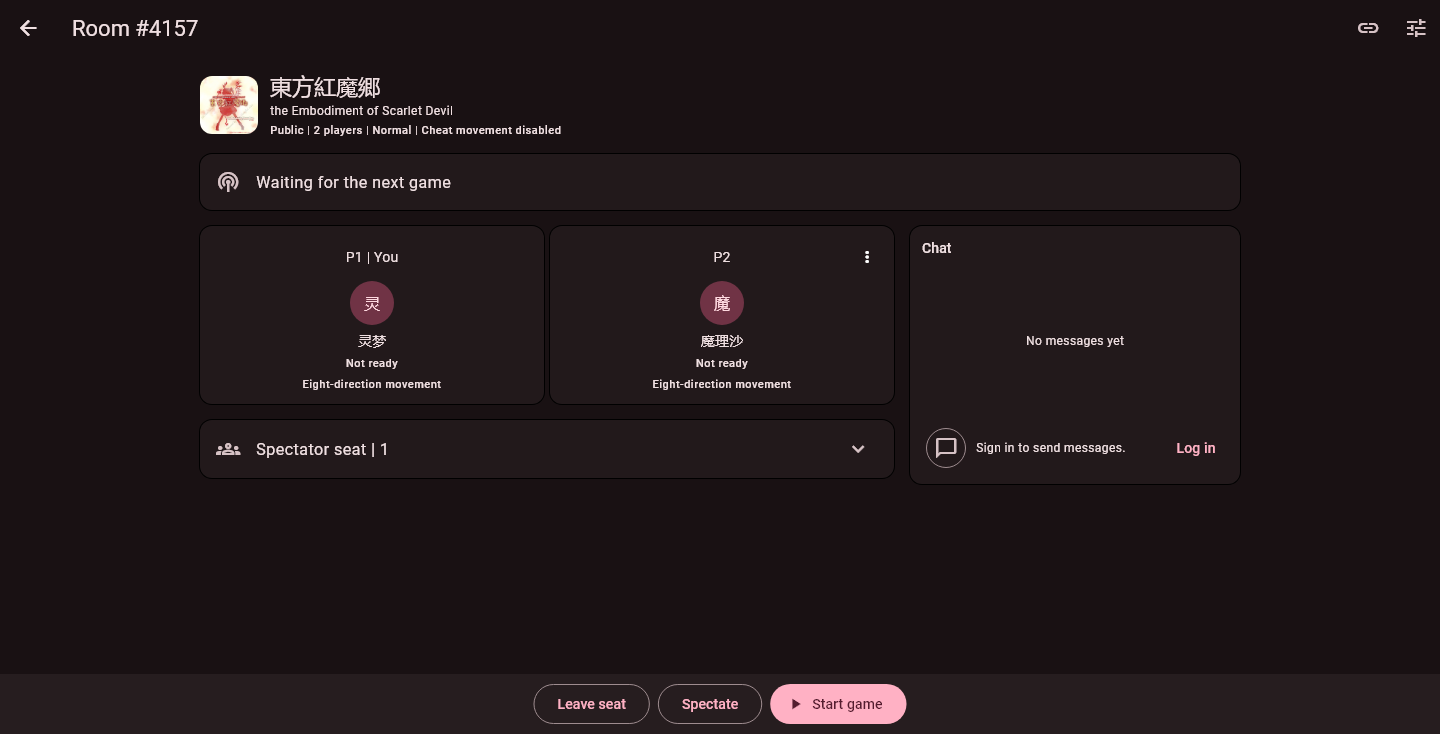 Room #4157
東方紅魔郷
the Embodiment of Scarlet Devil
Public | 2 players | Normal | Cheat movement disabled
Waiting for the next game
P1 | You
灵
灵梦
Not ready
Eight-direction movement
P2
魔
魔理沙
Not ready
Eight-direction movement
Spectator seat | 1
Chat
No messages yet
Sign in to send messages.
Log in
Leave seat
Spectate
Start game